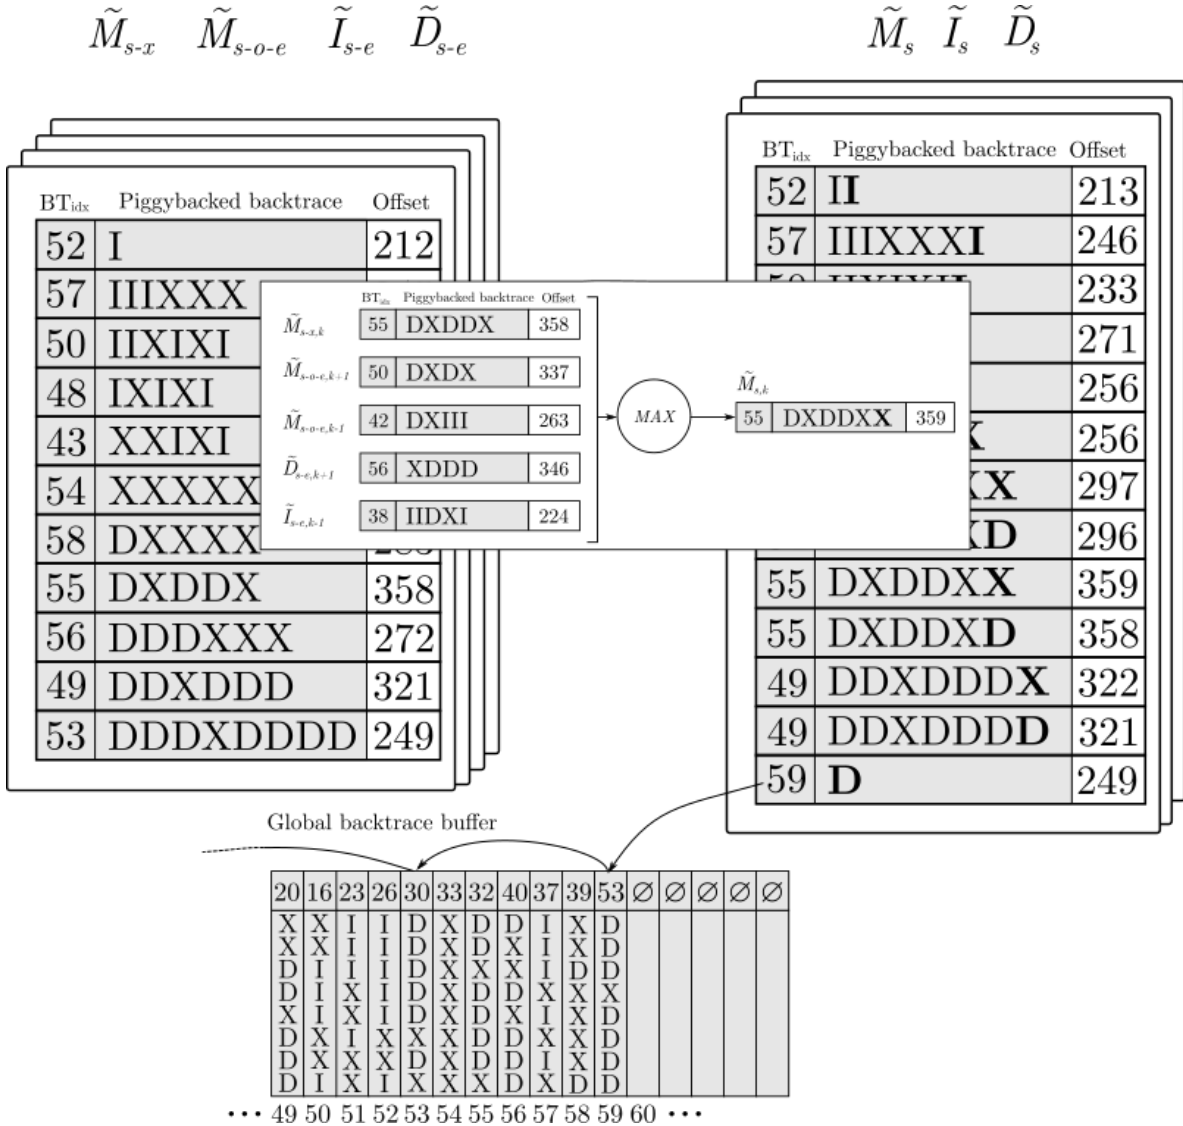 M̃s-x M̃s-o-e Ĩs-e D̃s-e
M̃s Ĩs D̃s
BTidx Piggybacked backtrace Offset
52 I 212
57 IIIXXX
50 IIXIXI
48 IXIXI
43 XXIXI
54 XXXXX
58 DXXXX
55 DXDDX 358
56 DDDXXX 272
49 DDXDDD 321
53 DDDXDDDD 249
BTidx Piggybacked backtrace Offset
M̃s-x,k 55 DXDDX 358
M̃s-o-e,k+1 50 DXDX 337
M̃s-o-e,k-1 42 DXIII 263
D̃s-e,k+1 56 XDDD 346
Ĩs-e,k-1 38 IIDXI 224
MAX
M̃s,k
55 DXDDXX 359
BTidx Piggybacked backtrace Offset
52 II 213
57 IIIXXXI 246
233
271
256
X 256
X 297
D 296
55 DXDDXX 359
55 DXDDXD 358
49 DDXDDDX 322
49 DDXDDDD 321
59 D 249
Global backtrace buffer
20 16 23 26 30 33 32 40 37 39 53 ∅ ∅ ∅ ∅ ∅
X X I I D X D D I X D
X X I I D X D X I X D
D I I I D X X X I D D
D I X I D X D D X X X
X I X I D X D X I X D
D X I X X X D D X X D
D X X X D X D D I X D
D I X I X X X D X D D
••• 49 50 51 52 53 54 55 56 57 58 59 60 •••